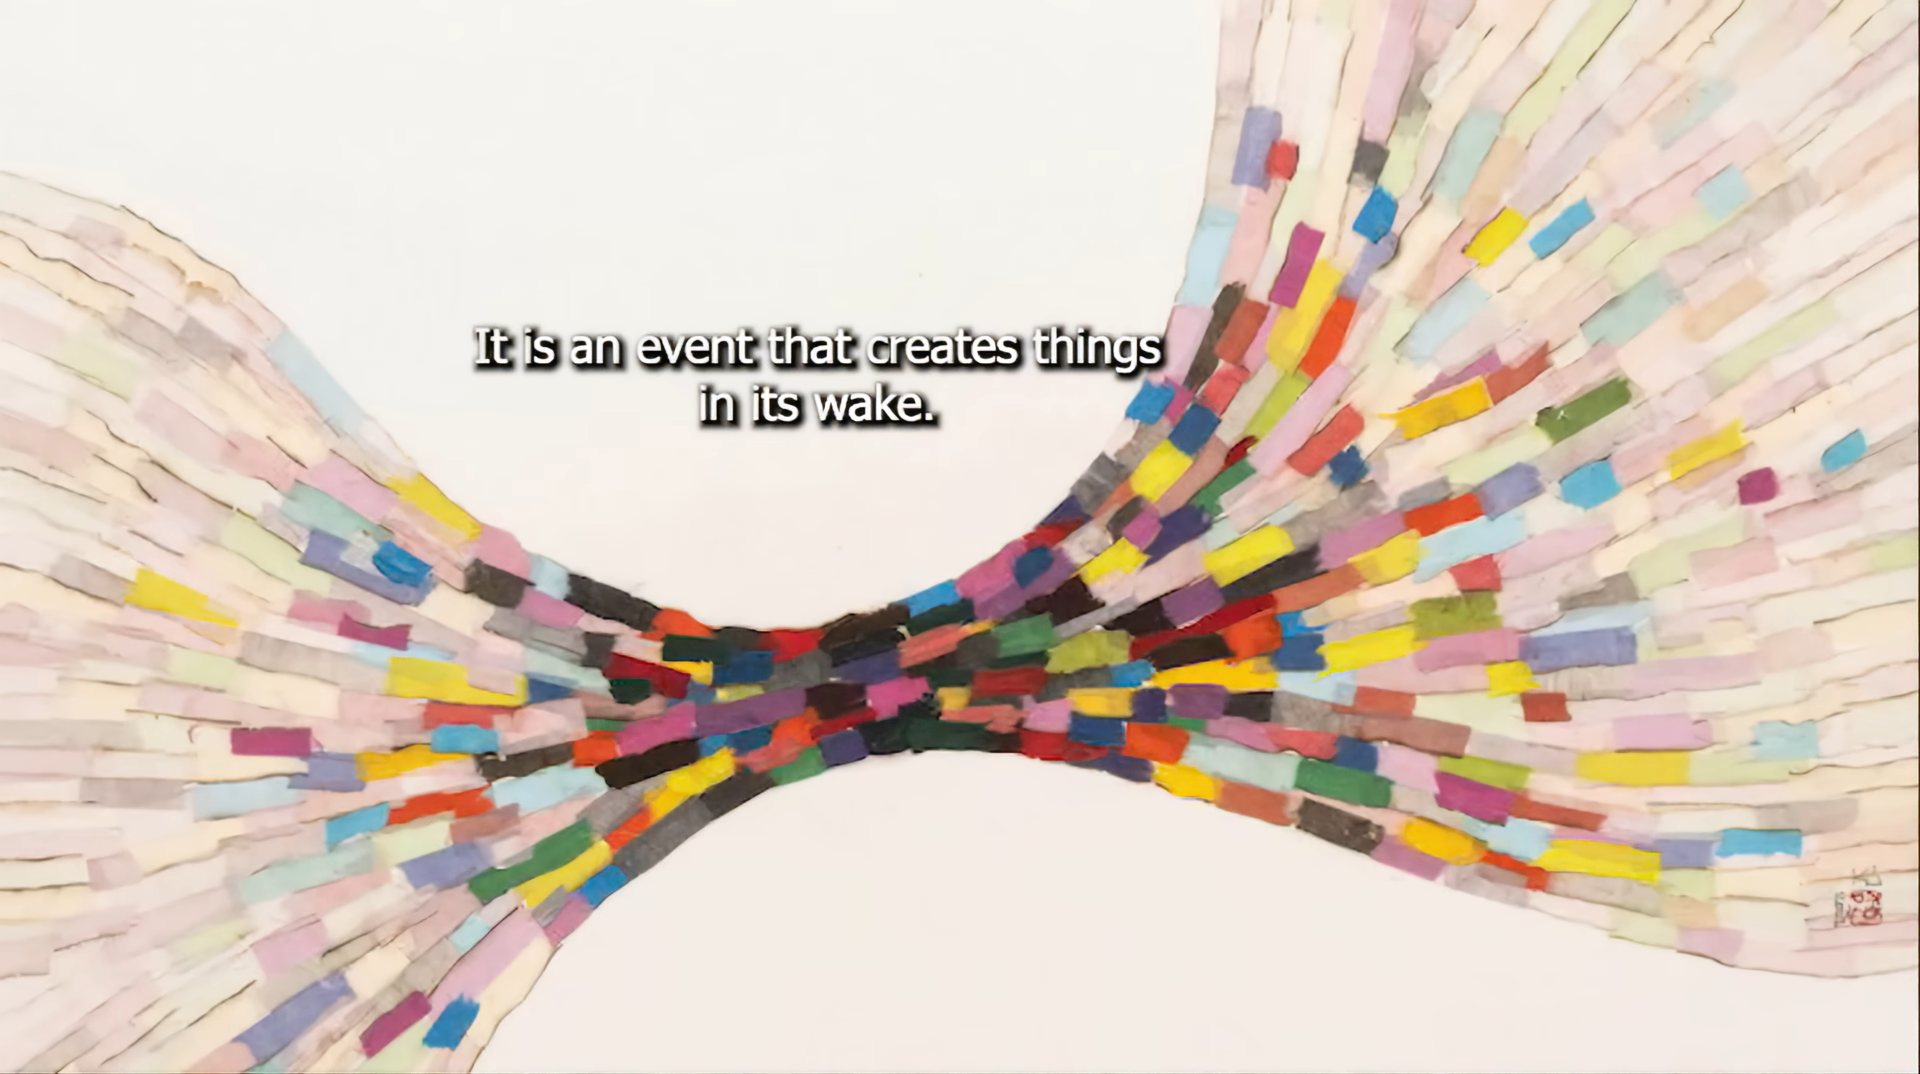 It is an event that creates things
in its wake.